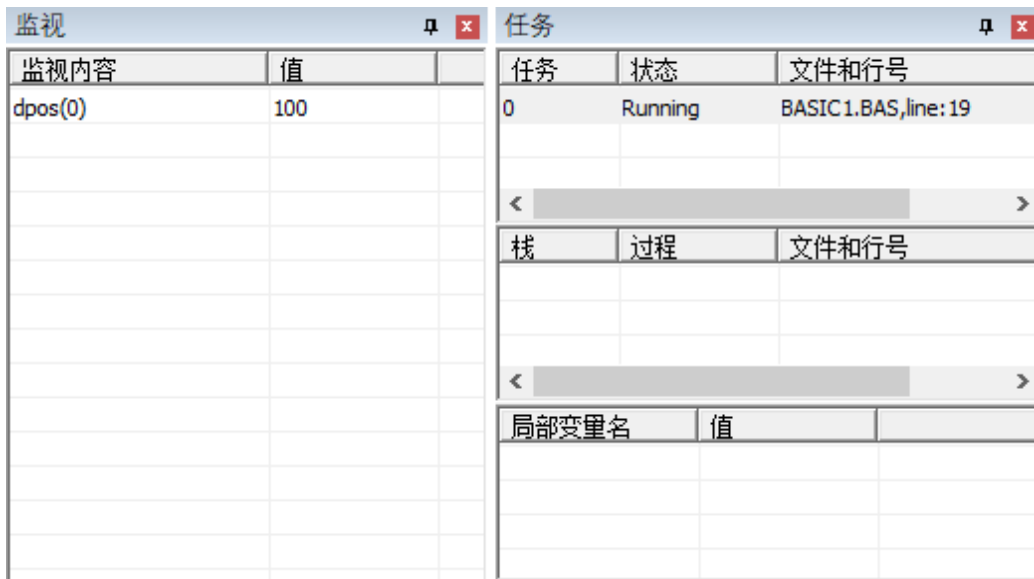 监视
监视内容 值
dpos(0) 100
任务
任务 状态 文件和行号
0 Running BASIC1.BAS,line:19
栈 过程 文件和行号
局部变量名 值